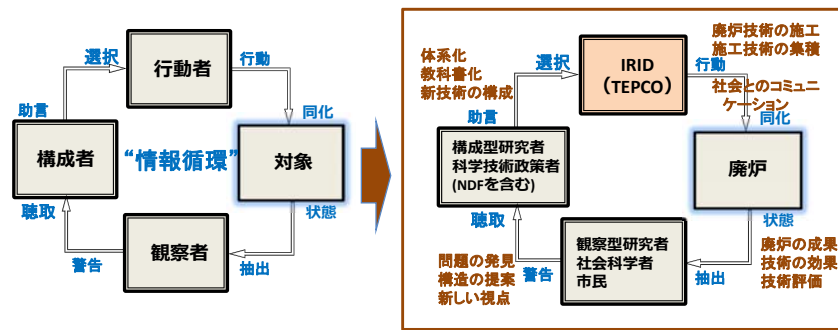 選択
行動者
行動
助言
同化
構成者
“情報循環”
対象
聴取
状態
観察者
警告
抽出
体系化
教科書化
新技術の構成
選択
IRID
（TEPCO）
廃炉技術の施工
施工技術の集積
行動
社会とのコミュニ
ケーション
助言
同化
構成型研究者
科学技術政策者
(NDFを含む)
廃炉
聴取
状態
問題の発見
構造の提案
新しい視点
警告
観察型研究者
社会科学者
市民
抽出
廃炉の成果
技術の効果
技術評価